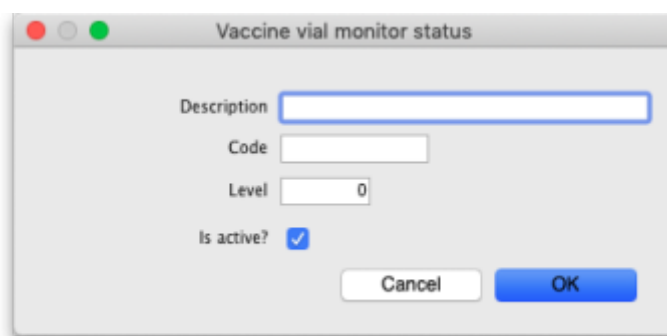 Vaccine vial monitor status
Description
Code
Level 0
Is active?
Cancel OK